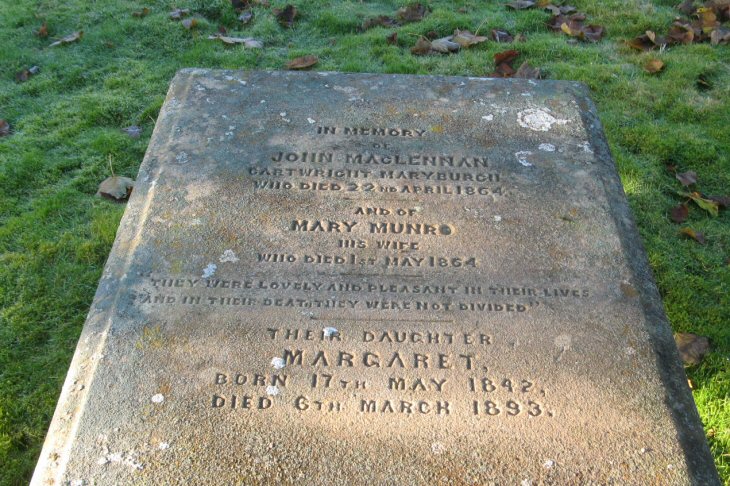 IN MEMORY
OF
JOHN MACLENNAN
CARTWRIGHT MARYBURGH
WHO DIED 22ND APRIL 1864.
AND OF
MARY MUNRO
HIS WIFE
WHO DIED 1ST MAY 1864
"THEY WERE LOVELY AND PLEASANT IN THEIR LIVES
AND IN THEIR DEATH THEY WERE NOT DIVIDED"
THEIR DAUGHTER
MARGARET,
BORN 17TH MAY 1842.
DIED 6TH MARCH 1893.